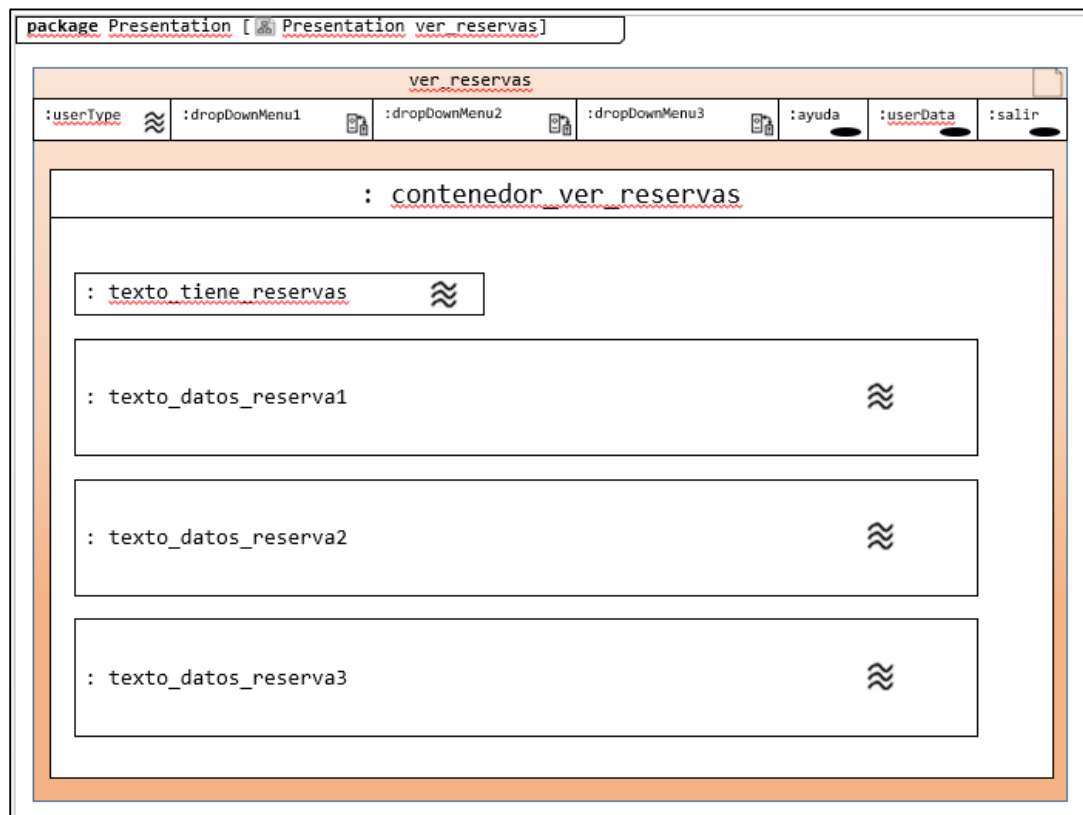 package Presentation [ Presentation ver_reservas]
ver_reservas
:userType :dropDownMenu1 :dropDownMenu2 :dropDownMenu3 :ayuda :userData :salir
: contenedor_ver_reservas
: texto_tiene_reservas
: texto_datos_reserva1
: texto_datos_reserva2
: texto_datos_reserva3